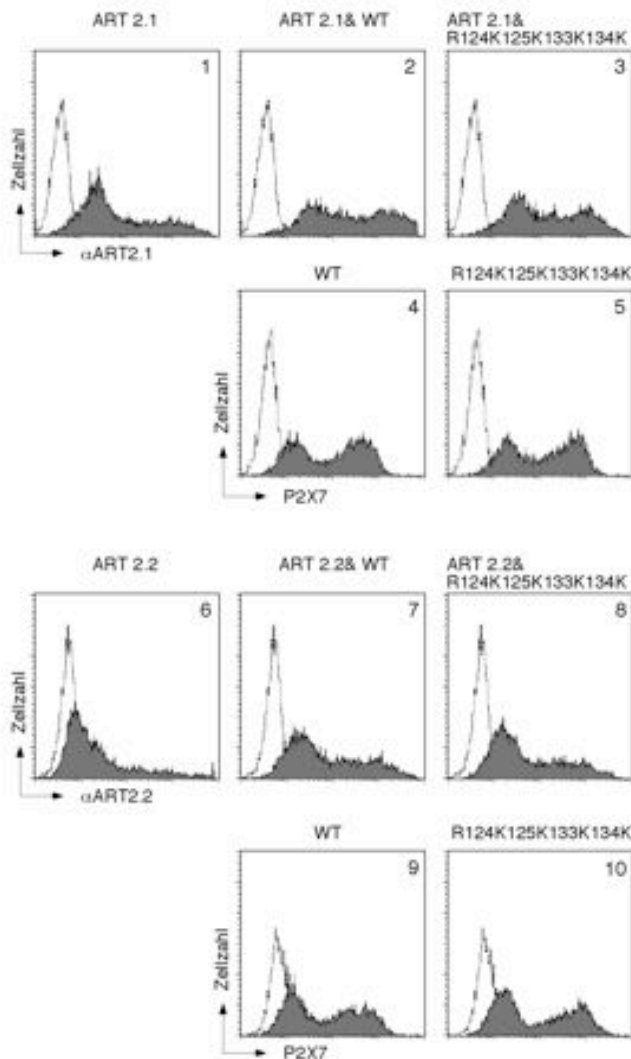 ART 2.1
ART 2.1& WT
ART 2.1&
R124K125K133K134K
1
2
3
Zellzahl
αART2.1
WT
R124K125K133K134K
4
5
Zellzahl
P2X7
ART 2.2
ART 2.2& WT
ART 2.2&
R124K125K133K134K
6
7
8
Zellzahl
αART2.2
WT
R124K125K133K134K
9
10
Zellzahl
P2X7